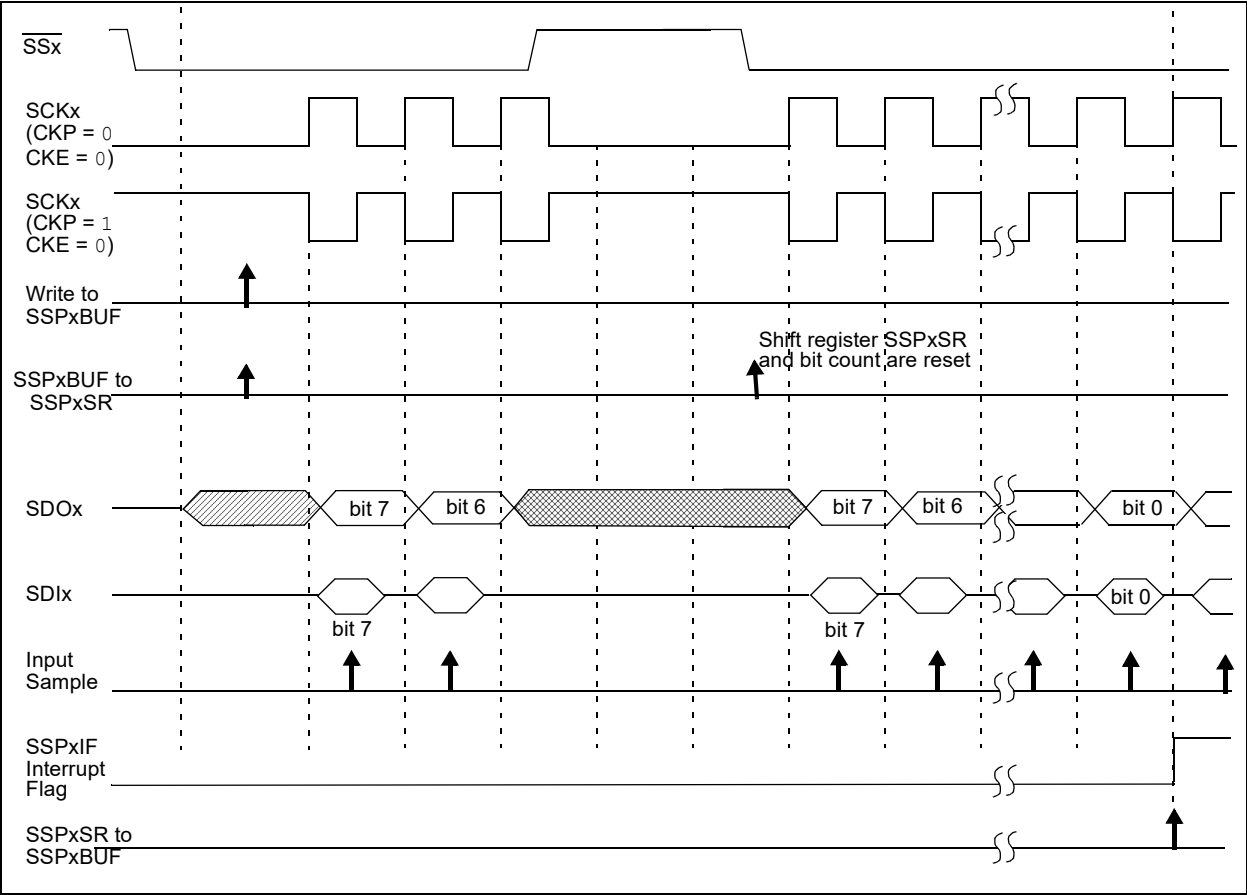 SSx
SCKx
(CKP = 0
CKE = 0)
SCKx
(CKP = 1
CKE = 0)
Write to
SSPxBUF
Shift register SSPxSR
and bit count are reset
SSPxBUF to
SSPxSR
SDOx
bit 7
bit 6
bit 7
bit 6
bit 0
SDIx
bit 0
bit 7
bit 7
Input
Sample
SSPxIF
Interrupt
Flag
SSPxSR to
SSPxBUF